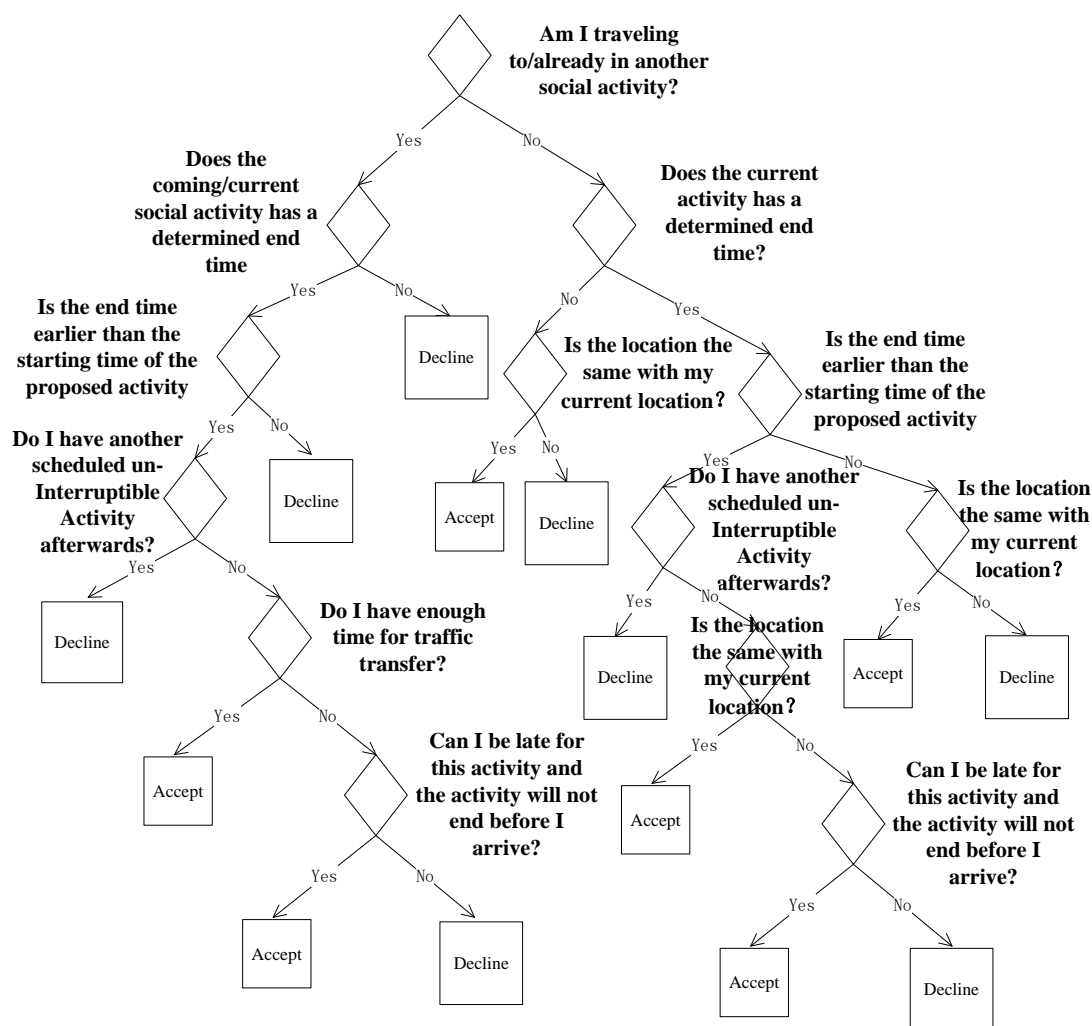 Am I traveling
to/already in another
social activity?
Yes
No
Does the
coming/current
social activity has a
determined end
time
Does the current
activity has a
determined end
time?
Yes
No
No
Yes
Is the end time
earlier than the
starting time of the
proposed activity
Decline
Is the location the
same with my
current location?
Is the end time
earlier than the
starting time of the
proposed activity
Yes
No
Yes
No
Yes
No
Do I have another
scheduled un-
Interruptible
Activity
afterwards?
Decline
Accept
Decline
Do I have another
scheduled un-
Interruptible
Activity
afterwards?
Is the location
the same with
my current
location?
Yes
No
Yes
No
Yes
No
Decline
Do I have enough
time for traffic
transfer?
Decline
Is the location
the same with
my current
location?
Accept
Decline
Yes
No
Yes
No
Accept
Can I be late for
this activity and
the activity will not
end before I
arrive?
Accept
Can I be late for
this activity and
the activity will not
end before I
arrive?
Yes
No
Yes
No
Accept
Decline
Accept
Decline